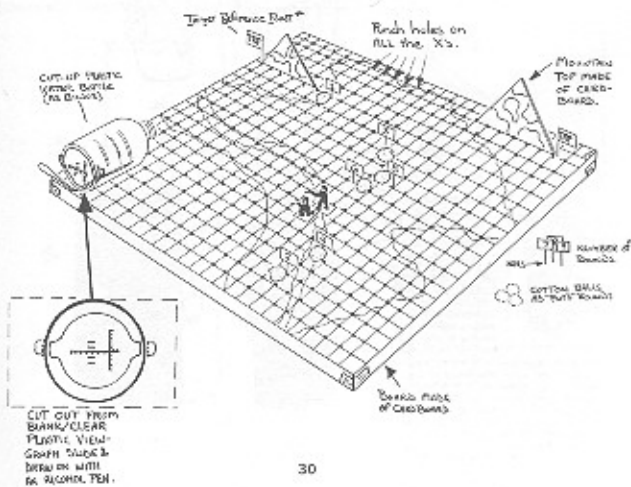 Target Reference Point
Punch holes on
ALL the X's.
CUT-UP PLASTIC
WATER BOTTLE
(AS BINOS)
MOUNTAIN
TOP MADE
OF CARD-
BOARD.
NUMBER of
ROUNDS
COTTON BALLS
AS ROUNDS
BOARD MADE
OF CARDBOARD
CUT OUT FROM
BLANK/CLEAR
PLASTIC VIEW-
GRAPH SLIDE &
DRAW ON WITH
AN ALCOHOL PEN.
30